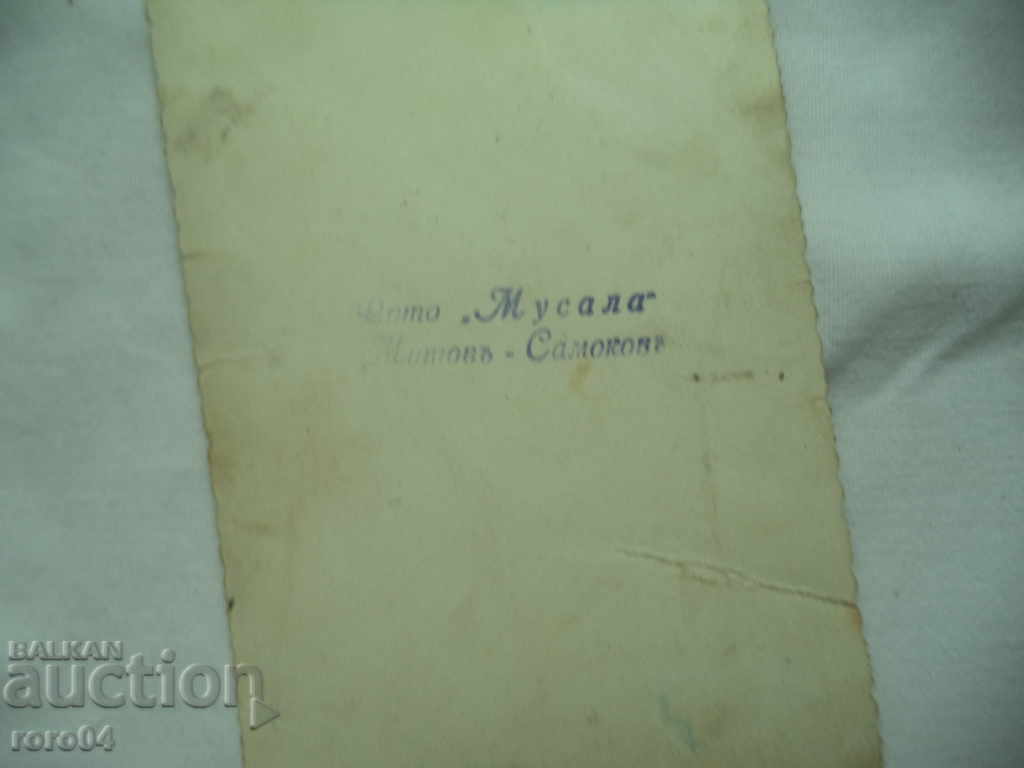 Фото „Мусала“
Митовъ - Самоковъ
BALKAN
auction
roro04